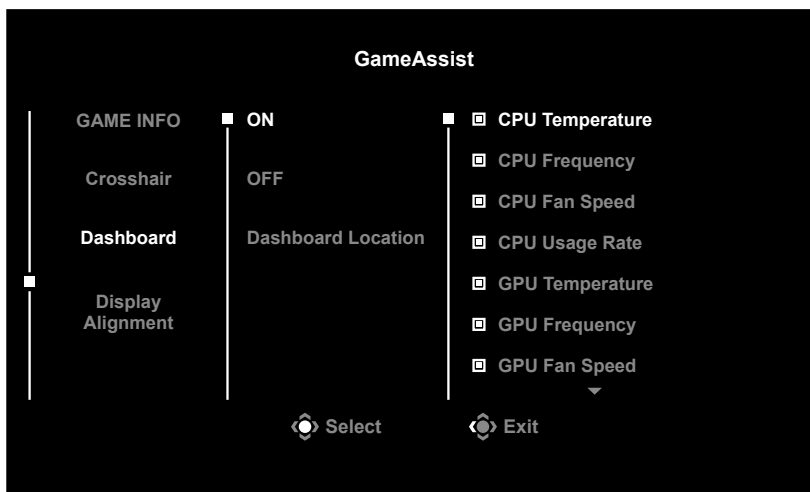 GameAssist
GAME INFO
Crosshair
Dashboard
Display
Alignment
ON
OFF
Dashboard Location
CPU Temperature
CPU Frequency
CPU Fan Speed
CPU Usage Rate
GPU Temperature
GPU Frequency
GPU Fan Speed
Select
Exit